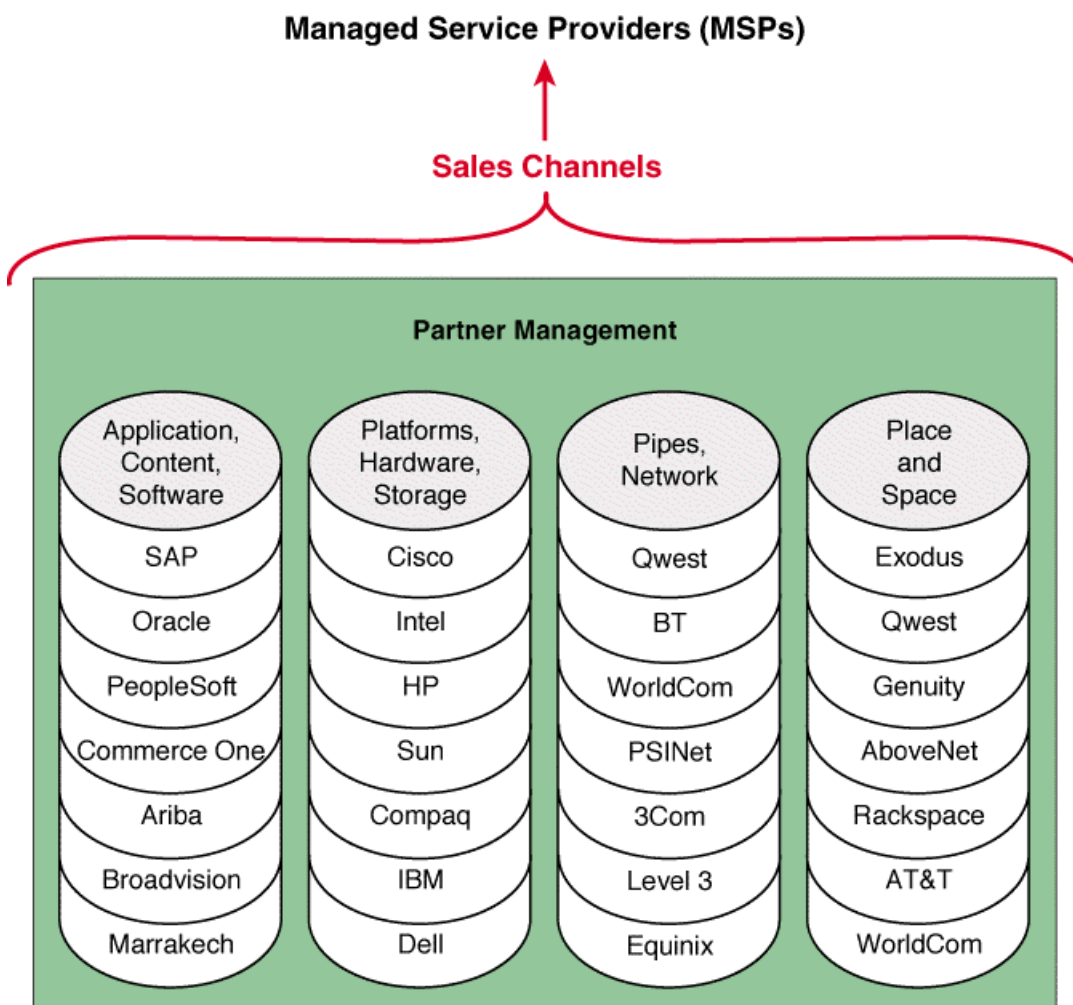 Managed Service Providers (MSPs)
Sales Channels
Partner Management
Application,
Content,
Software
SAP
Oracle
PeopleSoft
Commerce One
Ariba
Broadvision
Marrakech
Platforms,
Hardware,
Storage
Cisco
Intel
HP
Sun
Compaq
IBM
Dell
Pipes,
Network
Qwest
BT
WorldCom
PSINet
3Com
Level 3
Equinix
Place
and
Space
Exodus
Qwest
Genuity
AboveNet
Rackspace
AT&T
WorldCom